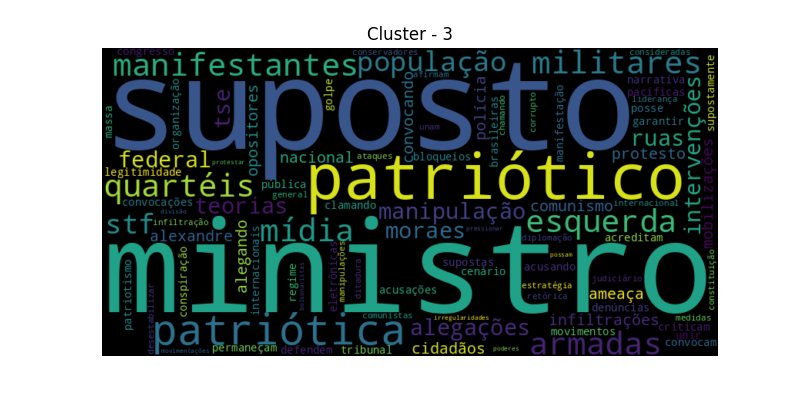 Cluster - 3
congresso
conservadores
consideradas
manifestantes
população
militares
afirmam
narrativa
pacíficas
supostamente
suposto
massa
organização
tse
opositores
golpe
convocando
polícia
brasileiras
chamando
corrupto
manifestação
liderança
posse
garantir
unam
ruas
intervenções
mobilizações
protestar
federal
legitimidade
nacional
ataques
bloqueios
protesto
patriótico
quartéis
pública
general
convocações
teorias
clamando
manipulação
comunismo
internacional
divisão
infiltração
stf
alexandre
mídia
moraes
pressionar
esquerda
diplomação
acreditam
ministro
patriotismo
desestabilizar
conspiração
alegando
internacionais
regime
bolsonaristas
eletrônicas
manipulações
ditadura
supostas
cenário
acusações
acusando
possam
estratégia
retórica
judiciário
ameaça
constituição
comunistas
irregularidades
denúncias
medidas
patriótica
alegações
infiltrações
movimentos
criticam
unir
movimentações
permaneçam
defendem
tribunal
cidadãos
poderes
armadas
convocam